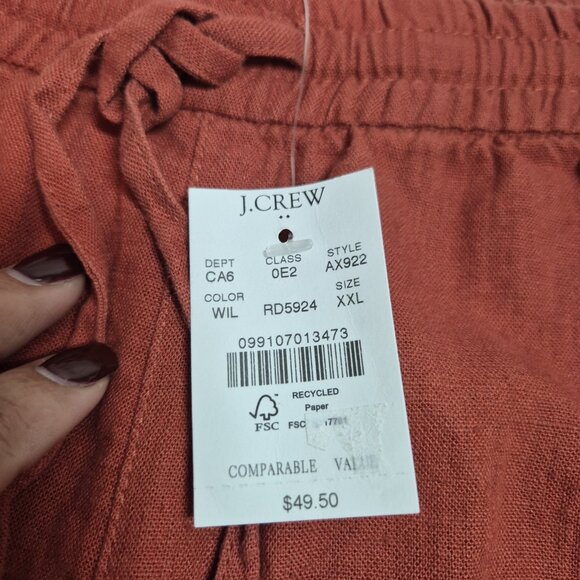 J.CREW
DEPT CLASS STYLE
CA6 0E2 AX922
COLOR SIZE
WIL RD5924 XXL
099107013473
RECYCLED
Paper
FSC FSC
COMPARABLE VALUE
$49.50